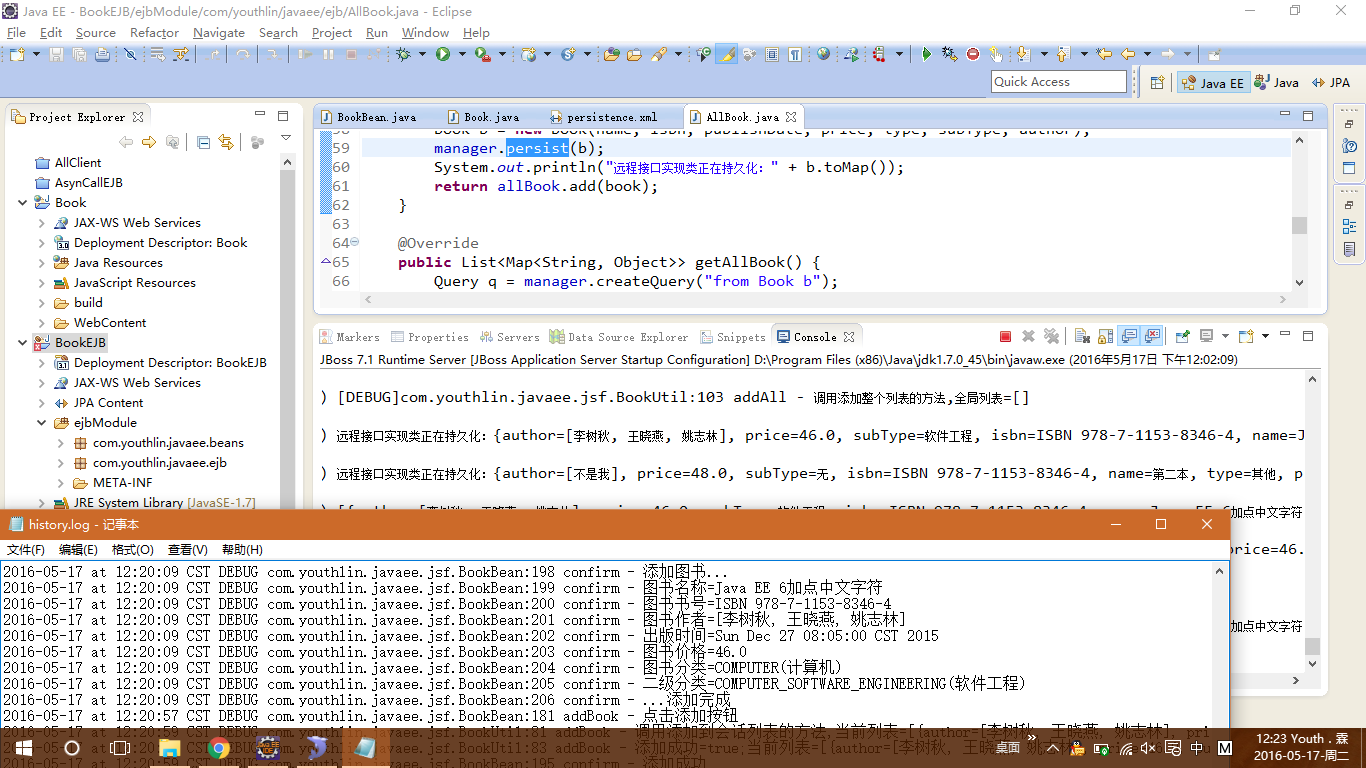 Java EE - BookEJB/ejbModule/com/youthlin/javaee/ejb/AllBook.java - Eclipse
File Edit Source Refactor Navigate Search Project Run Window Help
Quick Access
Java EE Java JPA
Project Explorer
AllClient
AsynCallEJB
Book
JAX-WS Web Services
Deployment Descriptor: Book
Java Resources
JavaScript Resources
build
WebContent
BookEJB
Deployment Descriptor: BookEJB
JAX-WS Web Services
JPA Content
ejbModule
com.youthlin.javaee.beans
com.youthlin.javaee.ejb
META-INF
JRE System Library [JavaSE-1.7]
BookBean.java Book.java persistence.xml AllBook.java
58 Book b = new Book(name, isbn, publishDate, price, type, subType, author);
59 manager.persist(b);
60 System.out.println("远程接口实现类正在持久化: " + b.toMap());
61 return allBook.add(book);
62 }
63
64 @Override
65 public List<Map<String, Object>> getAllBook() {
66 Query q = manager.createQuery("from Book b");
Markers Properties Servers Data Source Explorer Snippets Console
JBoss 7.1 Runtime Server [JBoss Application Server Startup Configuration] D:\Program Files (x86)\Java\jdk1.7.0_45\bin\javaw.exe (2016年5月17日 下午12:02:09)
) [DEBUG]com.youthlin.javaee.jsf.BookUtil:103 addAll - 调用添加整个列表的方法,全局列表=[]
) 远程接口实现类正在持久化: {author=[李树秋, 王晓燕, 姚志林], price=46.0, subType=软件工程, isbn=ISBN 978-7-1153-8346-4, name=J
) 远程接口实现类正在持久化: {author=[不是我], price=48.0, subType=无, isbn=ISBN 978-7-1153-8346-4, name=第二本, type=其他, p
加点中文字符
price=46.
加点中文字符
history.log - 记事本
文件(F) 编辑(E) 格式(O) 查看(V) 帮助(H)
2016-05-17 at 12:20:09 CST DEBUG com.youthlin.javaee.jsf.BookBean:198 confirm - 添加图书...
2016-05-17 at 12:20:09 CST DEBUG com.youthlin.javaee.jsf.BookBean:199 confirm - 图书名称=Java EE 6加点中文字符
2016-05-17 at 12:20:09 CST DEBUG com.youthlin.javaee.jsf.BookBean:200 confirm - 图书书号=ISBN 978-7-1153-8346-4
2016-05-17 at 12:20:09 CST DEBUG com.youthlin.javaee.jsf.BookBean:201 confirm - 图书作者=[李树秋, 王晓燕, 姚志林]
2016-05-17 at 12:20:09 CST DEBUG com.youthlin.javaee.jsf.BookBean:202 confirm - 出版时间=Sun Dec 27 08:05:00 CST 2015
2016-05-17 at 12:20:09 CST DEBUG com.youthlin.javaee.jsf.BookBean:203 confirm - 图书价格=46.0
2016-05-17 at 12:20:09 CST DEBUG com.youthlin.javaee.jsf.BookBean:204 confirm - 图书分类=COMPUTER(计算机)
2016-05-17 at 12:20:09 CST DEBUG com.youthlin.javaee.jsf.BookBean:205 confirm - 二级分类=COMPUTER_SOFTWARE_ENGINEERING(软件工程)
2016-05-17 at 12:20:09 CST DEBUG com.youthlin.javaee.jsf.BookBean:206 confirm - ...添加完成
2016-05-17 at 12:20:57 CST DEBUG com.youthlin.javaee.jsf.BookBean:181 addBook - 点击添加按钮
桌面
中
M
12:23 Youth . 霖
2016-05-17-周二